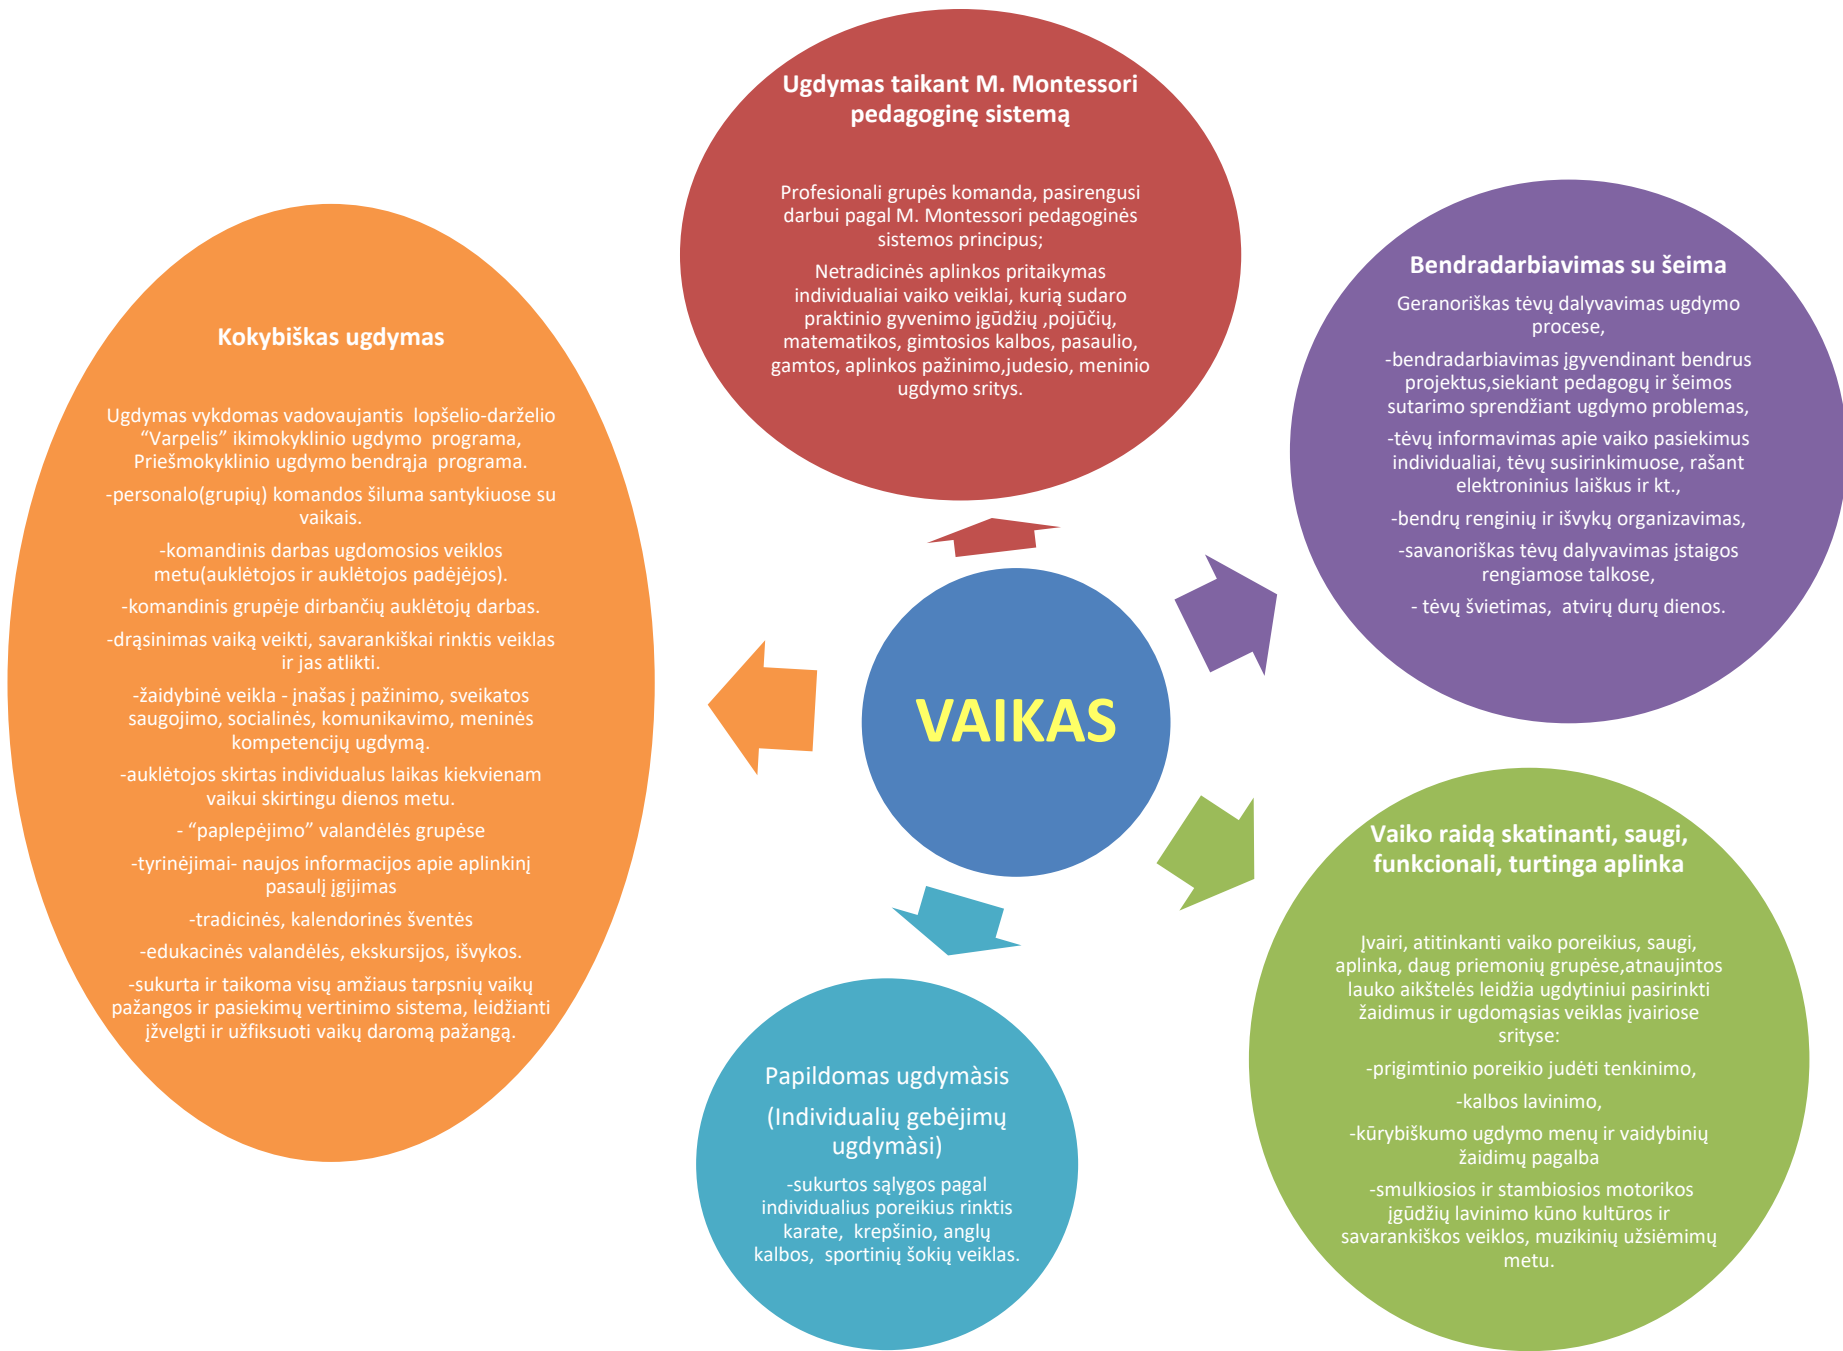 Ugdymas taikant M. Montessori
pedagoginę sistemą
Profesionali grupės komanda, pasirengusi
darbui pagal M. Montessori pedagoginės
sistemos principus;
Netradicinės aplinkos pritaikymas
individualiai vaiko veiklai, kurią sudaro
praktinio gyvenimo įgūdžių ,pojūčių,
matematikos, gimtosios kalbos, pasaulio,
gamtos, aplinkos pažinimo,judesio, meninio
ugdymo sritys.
Bendradarbiavimas su šeima
Geranoriškas tėvų dalyvavimas ugdymo
procese,
-bendradarbiavimas įgyvendinant bendrus
projektus,siekiant pedagogų ir šeimos
sutarimo sprendžiant ugdymo problemas,
-tėvų informavimas apie vaiko pasiekimus
individualiai, tėvų susirinkimuose, rašant
elektroninius laiškus ir kt.,
-bendrų renginių ir išvykų organizavimas,
-savanoriškas tėvų dalyvavimas įstaigos
rengiamose talkose,
- tėvų švietimas, atvirų durų dienos.
Kokybiškas ugdymas
Ugdymas vykdomas vadovaujantis lopšelio-darželio
“Varpelis” ikimokyklinio ugdymo programa,
Priešmokyklinio ugdymo bendrąja programa.
-personalo(grupių) komandos šiluma santykiuose su
vaikais.
-komandinis darbas ugdomosios veiklos
metu(auklėtojos ir auklėtojos padėjėjos).
-komandinis grupėje dirbančių auklėtojų darbas.
-drąsinimas vaiką veikti, savarankiškai rinktis veiklas
ir jas atlikti.
-žaidybinė veikla - įnašas į pažinimo, sveikatos
saugojimo, socialinės, komunikavimo, meninės
kompetencijų ugdymą.
-auklėtojos skirtas individualus laikas kiekvienam
vaikui skirtingu dienos metu.
- “paplepėjimo” valandėlės grupėse
-tyrinėjimai- naujos informacijos apie aplinkinį
pasaulį įgijimas
-tradicinės, kalendorinės šventės
-edukacinės valandėlės, ekskursijos, išvykos.
-sukurta ir taikoma visų amžiaus tarpsnių vaikų
pažangos ir pasiekimų vertinimo sistema, leidžianti
įžvelgti ir užfiksuoti vaikų daromą pažangą.
VAIKAS
Vaiko raidą skatinanti, saugi,
funkcionali, turtinga aplinka
Įvairi, atitinkanti vaiko poreikius, saugi,
aplinka, daug priemonių grupėse,atnaujintos
lauko aikštelės leidžia ugdytiniui pasirinkti
žaidimus ir ugdomąsias veiklas įvairiose
srityse:
-prigimtinio poreikio judėti tenkinimo,
-kalbos lavinimo,
-kūrybiškumo ugdymo menų ir vaidybinių
žaidimų pagalba
-smulkiosios ir stambiosios motorikos
įgūdžių lavinimo kūno kultūros ir
savarankiškos veiklos, muzikinių užsiėmimų
metu.
Papildomas ugdymàsis
(Individualių gebėjimų
ugdymàsi)
-sukurtos sąlygos pagal
individualius poreikius rinktis
karate, krepšinio, anglų
kalbos, sportinių šokių veiklas.